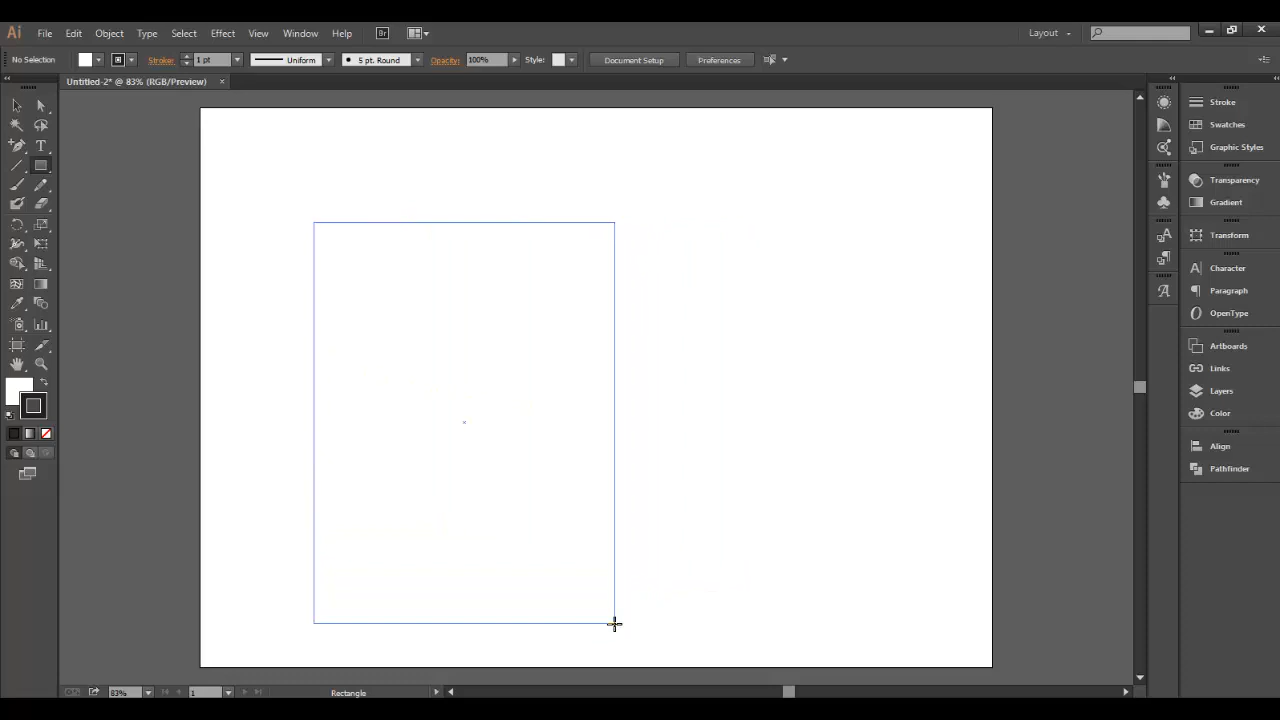 Ai File Edit Object Type Select Effect View Window Help Br Layout
No Selection Stroke: 1 pt Uniform 5 pt. Round Opacity: 100% Style: Document Setup Preferences
Untitled-2* @ 83% (RGB/Preview) ×
Stroke
Swatches
Graphic Styles
Transparency
Gradient
Transform
Character
Paragraph
OpenType
Artboards
Links
Layers
Color
Align
Pathfinder
83% 1 Rectangle